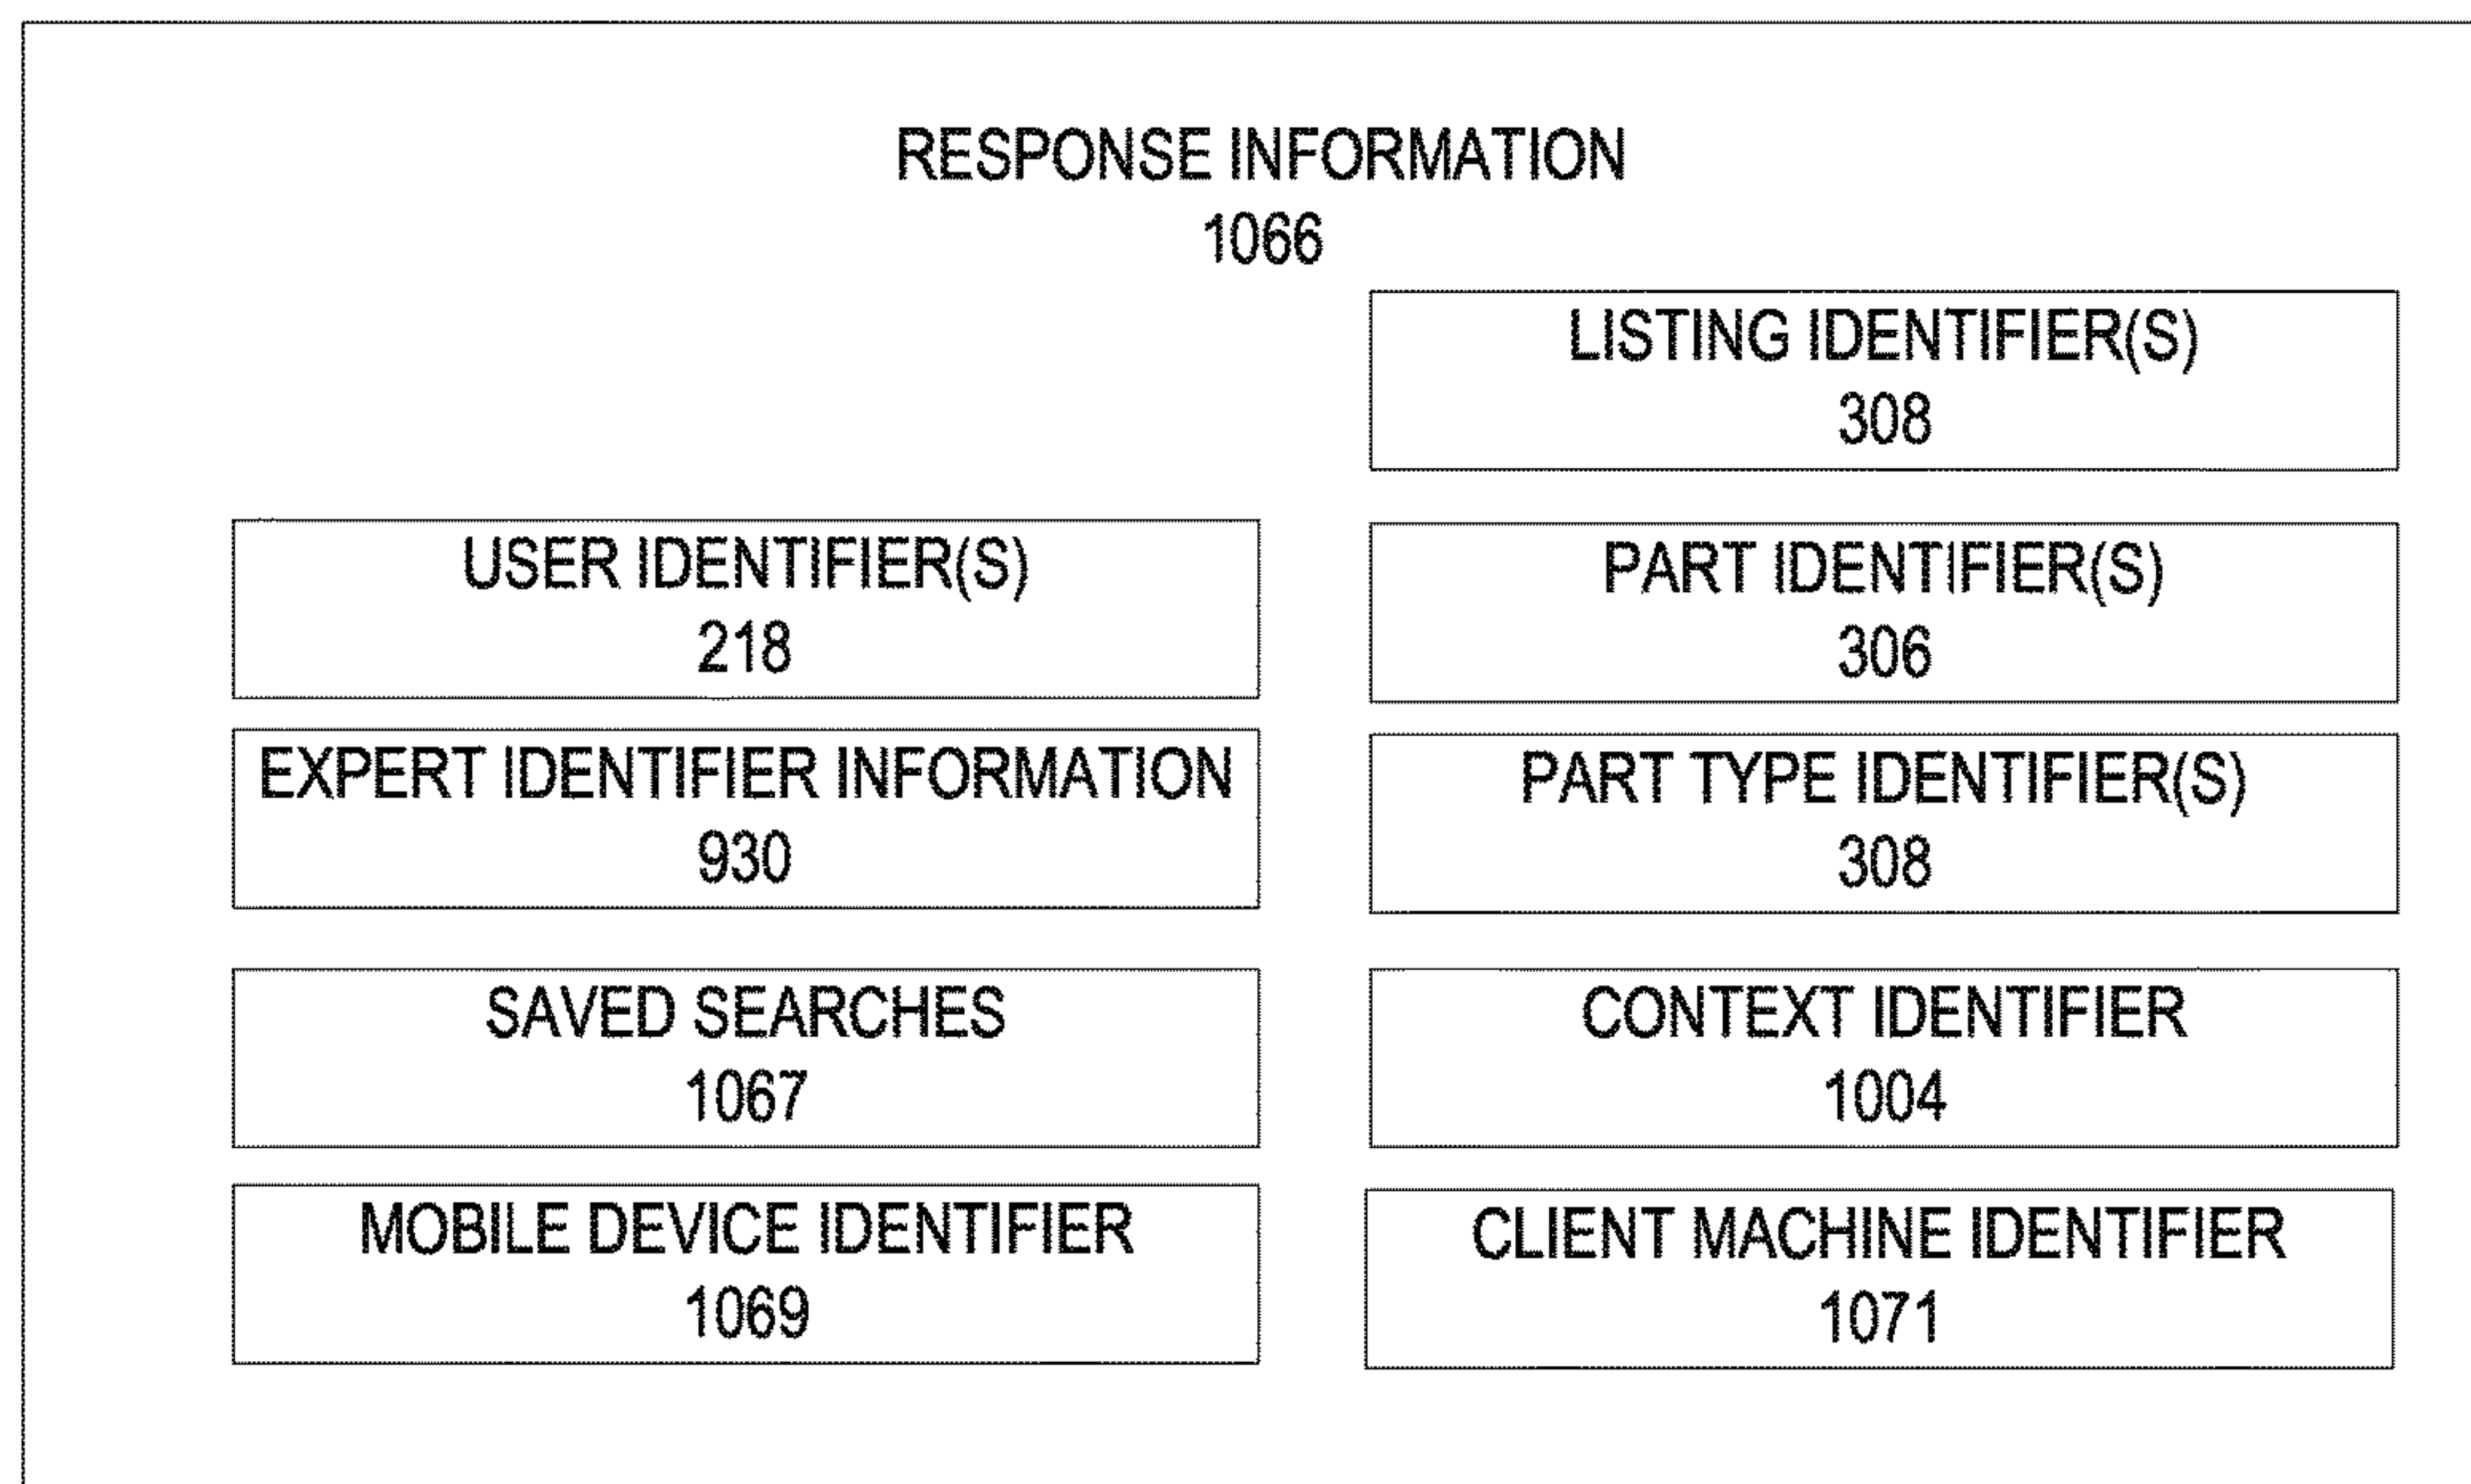 RESPONSE INFORMATION
1066
LISTING IDENTIFIER(S)
308
USER IDENTIFIER(S)
218
PART IDENTIFIER(S)
306
EXPERT IDENTIFIER INFORMATION
930
PART TYPE IDENTIFIER(S)
308
SAVED SEARCHES
1067
CONTEXT IDENTIFIER
1004
MOBILE DEVICE IDENTIFIER
1069
CLIENT MACHINE IDENTIFIER
1071